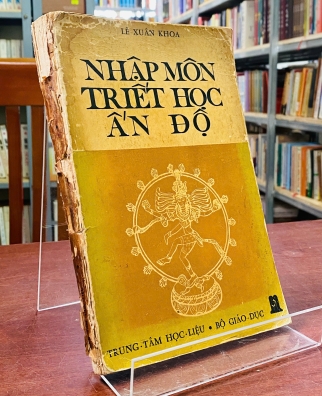 LÊ XUÂN KHOA
NHẬP MÔN
TRIẾT HỌC
ẤN ĐỘ
TRUNG-TÂM HỌC-LIỆU • BỘ GIÁO-DỤC